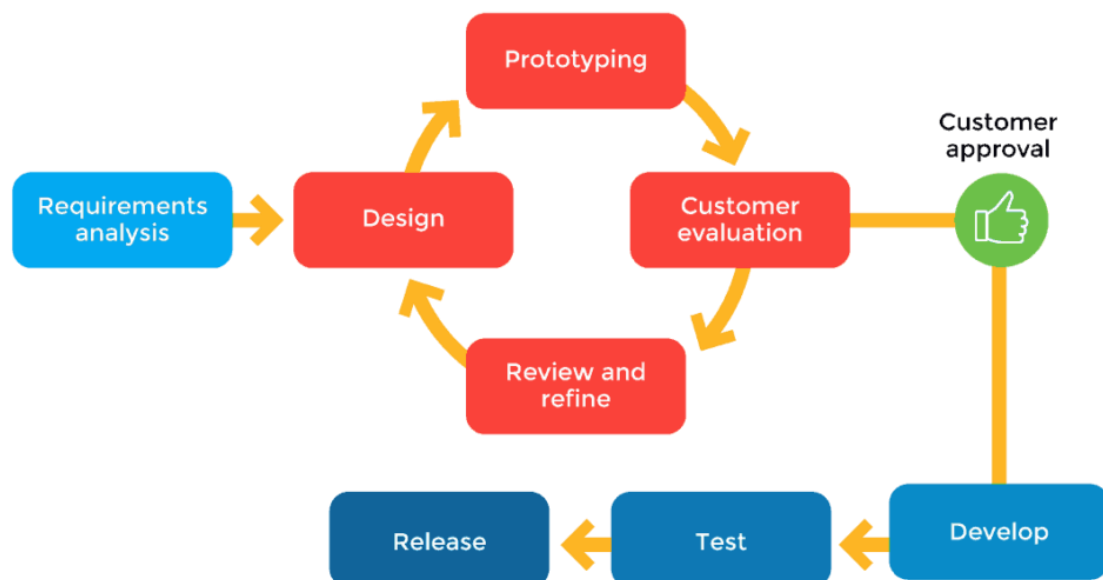 Prototyping
Customer
approval
Requirements
analysis
Design
Customer
evaluation
Review and
refine
Release
Test
Develop